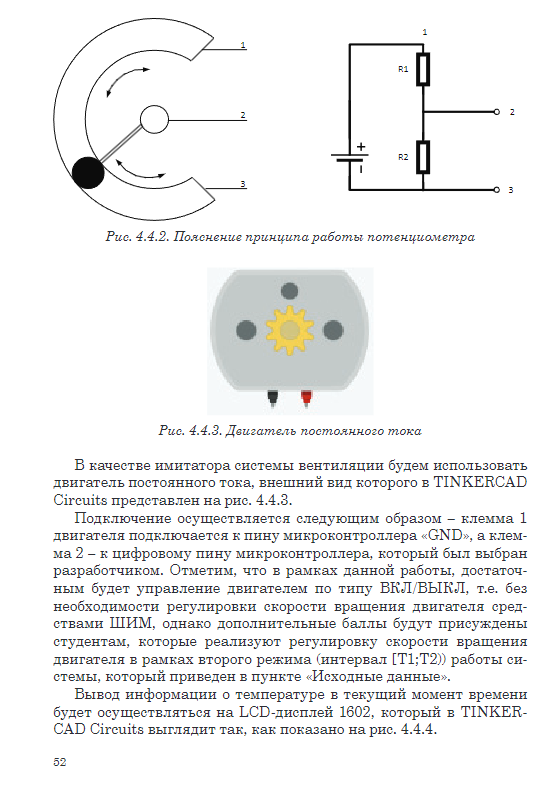 1
2
3
1
R1
2
R2
3
Рис. 4.4.2. Пояснение принципа работы потенциометра
Рис. 4.4.3. Двигатель постоянного тока
В качестве имитатора системы вентиляции будем использовать
двигатель постоянного тока, внешний вид которого в TINKERCAD
Circuits представлен на рис. 4.4.3.
Подключение осуществляется следующим образом – клемма 1
двигателя подключается к пину микроконтроллера «GND», а клем-
ма 2 – к цифровому пину микроконтроллера, который был выбран
разработчиком. Отметим, что в рамках данной работы, достаточ-
ным будет управление двигателем по типу ВКЛ/ВЫКЛ, т.е. без
необходимости регулировки скорости вращения двигателя сред-
ствами ШИМ, однако дополнительные баллы будут присуждены
студентам, которые реализуют регулировку скорости вращения
двигателя в рамках второго режима (интервал [T1;T2)) работы си-
стемы, который приведен в пункте «Исходные данные».
Вывод информации о температуре в текущий момент времени
будет осуществляться на LCD-дисплей 1602, который в TINKER-
CAD Circuits выглядит так, как показано на рис. 4.4.4.
52